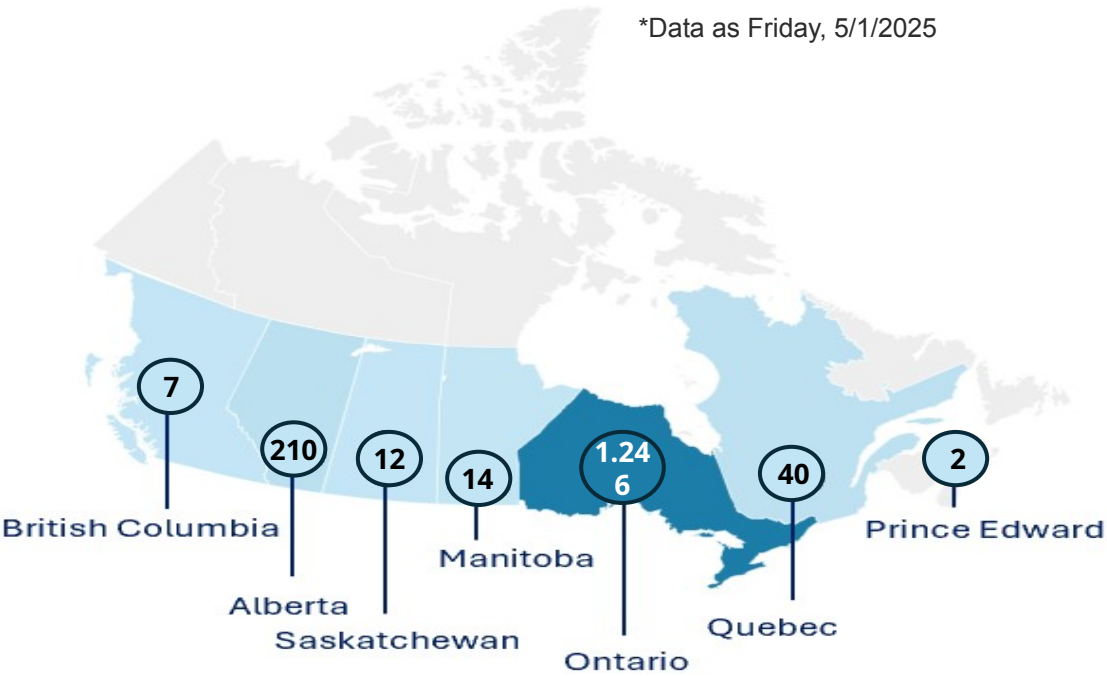 *Data as Friday, 5/1/2025
7
210
12
14
1.24
6
40
2
British Columbia
Prince Edward
Manitoba
Alberta
Saskatchewan
Quebec
Ontario